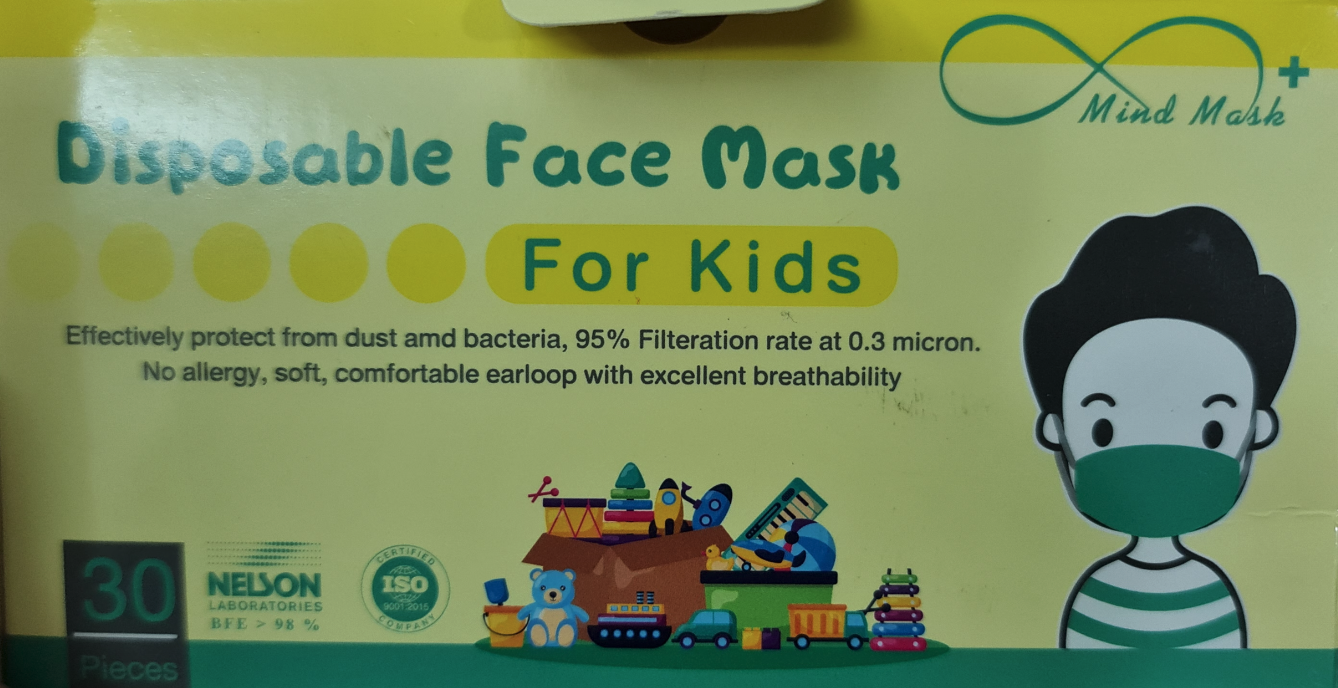 Mind Mask +
Disposable Face Mask
For Kids
Effectively protect from dust amd bacteria, 95% Filteration rate at 0.3 micron.
No allergy, soft, comfortable earloop with excellent breathability
30
Pieces
NELSON
LABORATORIES
BFE > 98 %
CERTIFIED
ISO
9001:2015
COMPANY